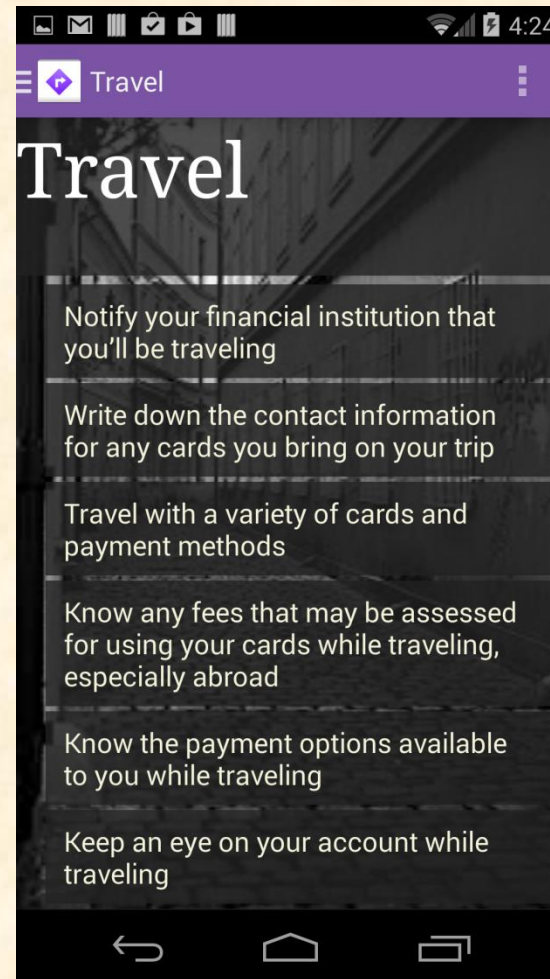 4:24
Travel
Travel
Notify your financial institution that
you'll be traveling
Write down the contact information
for any cards you bring on your trip
Travel with a variety of cards and
payment methods
Know any fees that may be assessed
for using your cards while traveling,
especially abroad
Know the payment options available
to you while traveling
Keep an eye on your account while
traveling